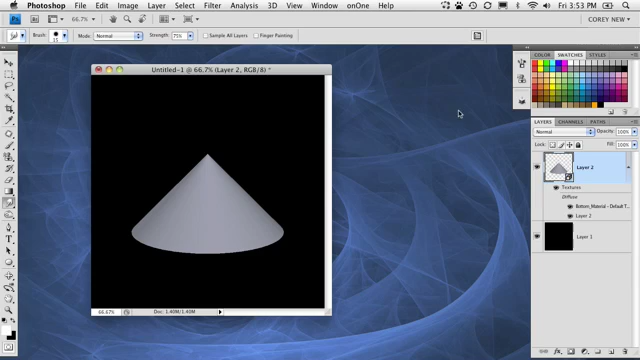 Photoshop File Edit Image Layer Select Filter Analysis 3D View Window onOne Help Fri 3:53 PM COREY NEW
66.7%
Brush: 15 Mode: Normal Strength: 75% Sample All Layers Finger Painting
Untitled-1 @ 66.7% (Layer 2, RGB/8) *
66.67% Doc: 1.40M/1.40M
COLOR SWATCHES STYLES
LAYERS CHANNELS PATHS
Normal Opacity: 100%
Lock: Fill: 100%
Layer 2
Textures
Diffuse
Bottom_Material - Default T...
Layer 2
Layer 1